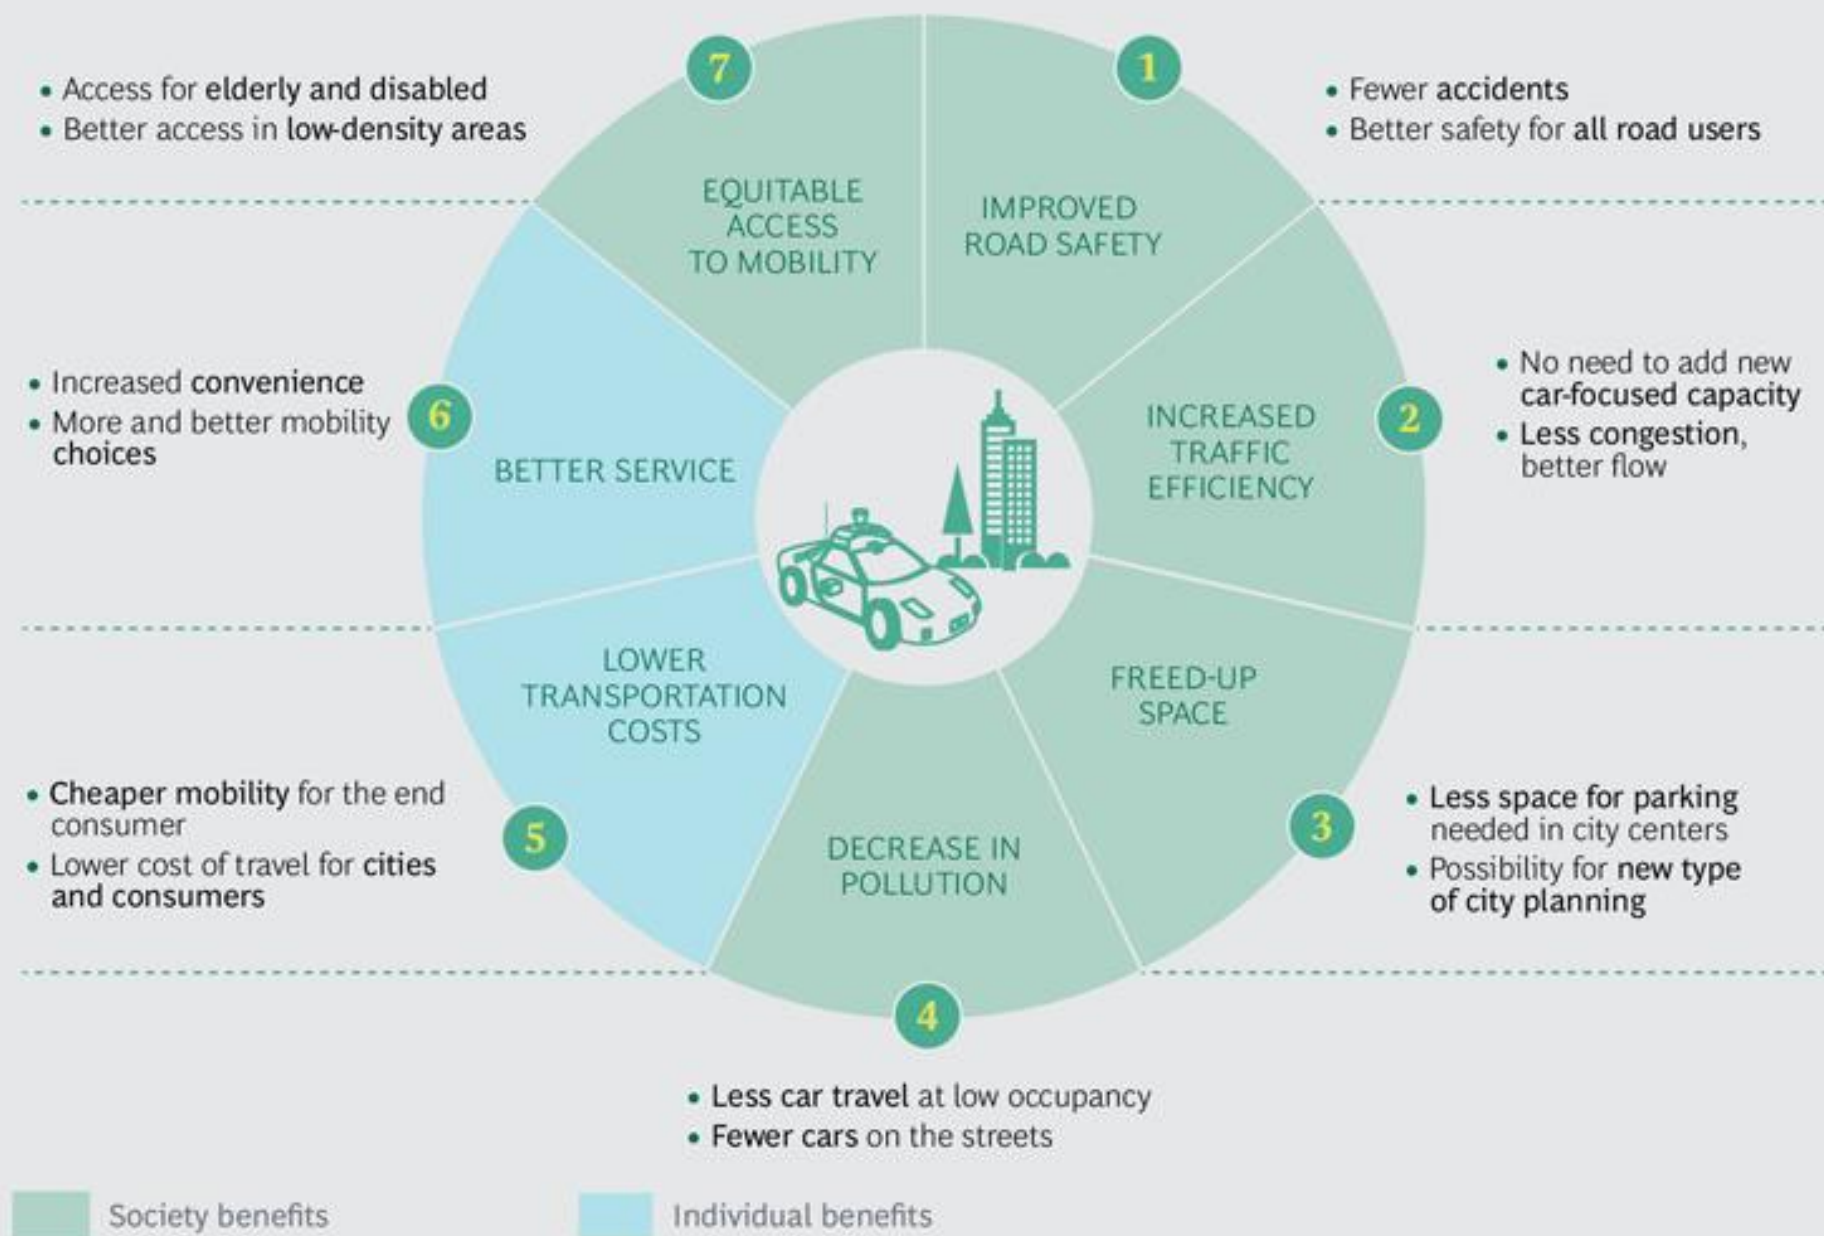 7
1
• Access for elderly and disabled
• Better access in low-density areas
• Fewer accidents
• Better safety for all road users
EQUITABLE
ACCESS
TO MOBILITY
IMPROVED
ROAD SAFETY
• Increased convenience
• More and better mobility
choices
6
BETTER SERVICE
INCREASED
TRAFFIC
EFFICIENCY
2
• No need to add new
car-focused capacity
• Less congestion,
better flow
LOWER
TRANSPORTATION
COSTS
FREED-UP
SPACE
• Cheaper mobility for the end
consumer
• Lower cost of travel for cities
and consumers
5
DECREASE IN
POLLUTION
3
• Less space for parking
needed in city centers
• Possibility for new type
of city planning
4
• Less car travel at low occupancy
• Fewer cars on the streets
Society benefits
Individual benefits